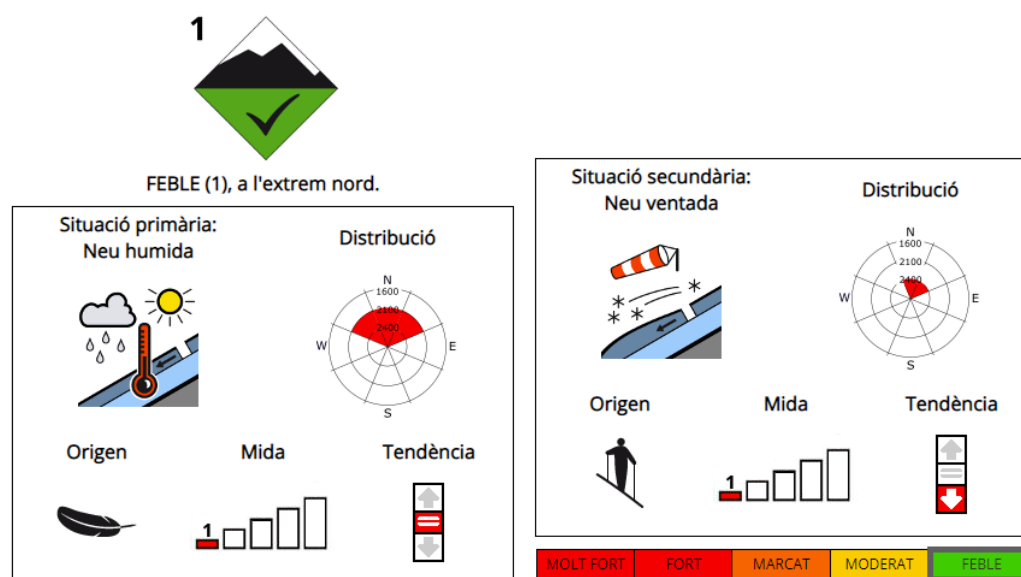 1
FEBLE (1), a l'extrem nord.
Situació primària:
Neu humida
Distribució
N
1600
2100
2400
W
E
S
Origen
Mida
Tendència
1
Situació secundària:
Neu ventada
Distribució
N
1600
2100
2400
W
E
S
Origen
Mida
Tendència
1
MOLT FORT
FORT
MARCAT
MODERAT
FEBLE